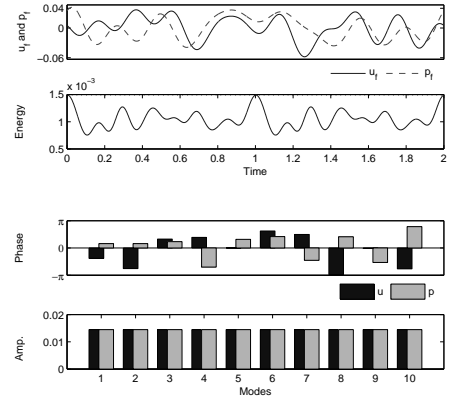 0.04
0
−0.06
u_f and p_f
u_f
p_f
x 10^−3
1.5
1
0.5
Energy
0 0.2 0.4 0.6 0.8 1 1.2 1.4 1.6 1.8 2
Time
π
0
−π
Phase
u
p
0.02
0.01
0
Amp.
1 2 3 4 5 6 7 8 9 10
Modes